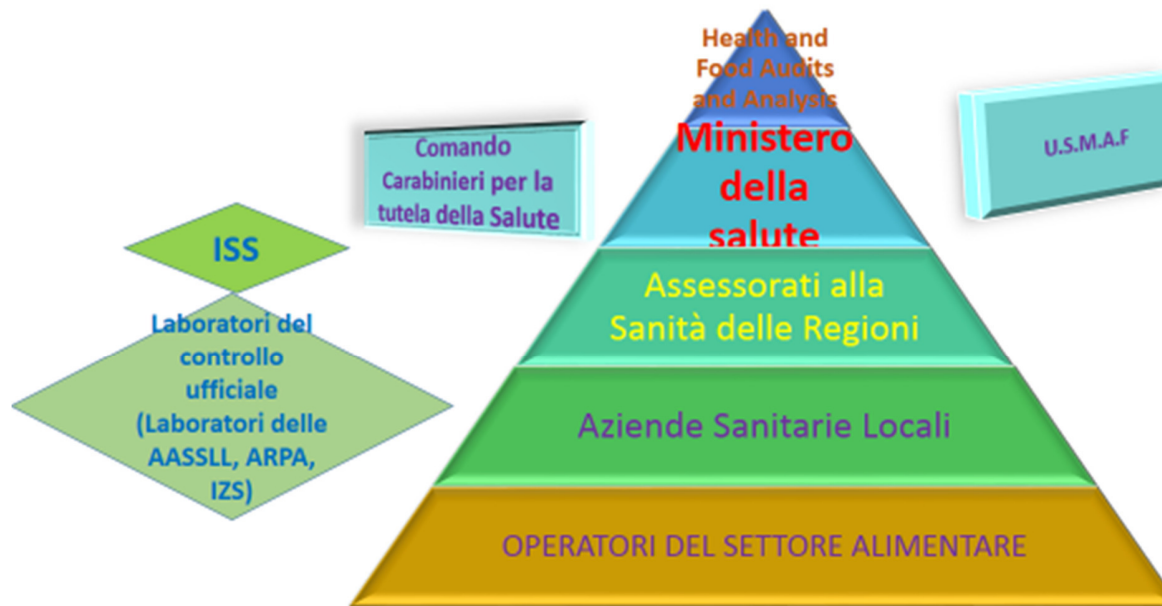 Health and
Food Audits
and Analysis
Ministero
della
salute
Comando
Carabinieri per la
tutela della Salute
U.S.M.A.F
ISS
Laboratori del
controllo
ufficiale
(Laboratori delle
AASSLL, ARPA,
IZS)
Assessorati alla
Sanità delle Regioni
Aziende Sanitarie Locali
OPERATORI DEL SETTORE ALIMENTARE